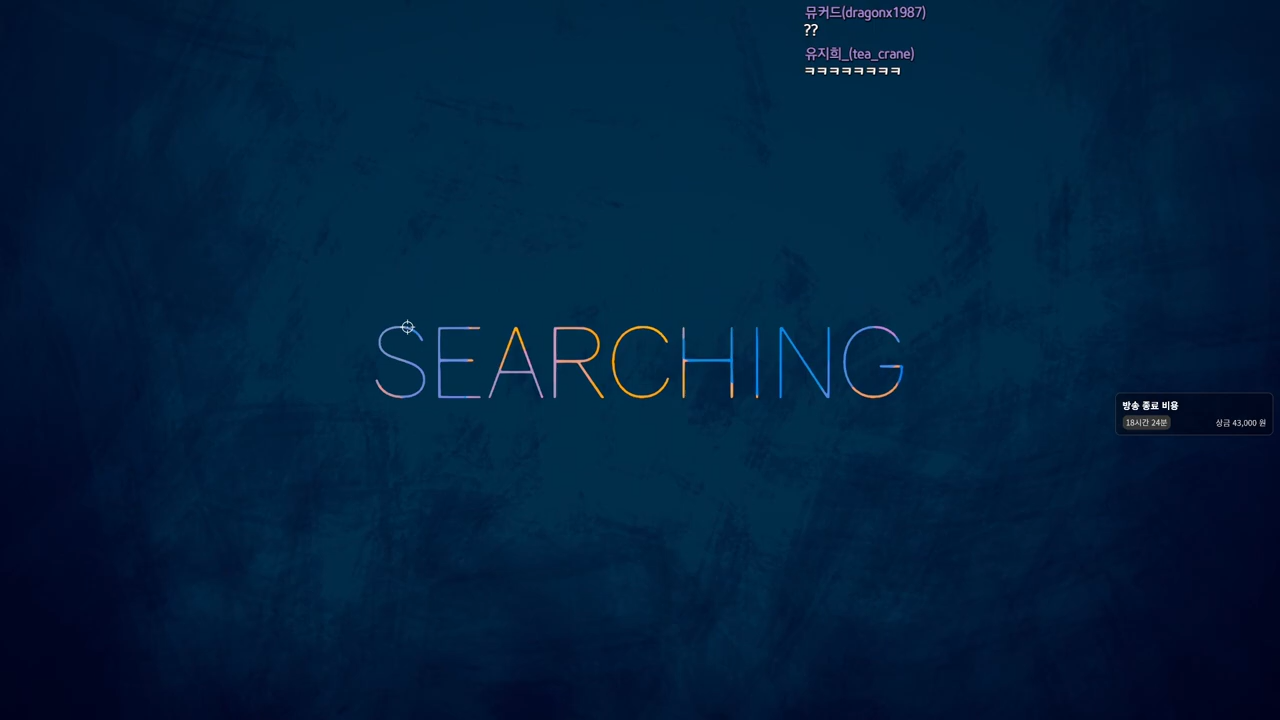 뮤커드(dragonx1987)
??
유지희_(tea_crane)
ㅋㅋㅋㅋㅋㅋㅋㅋ
SEARCHING
방송 종료 비용
18시간 24분
상금 43,000 원